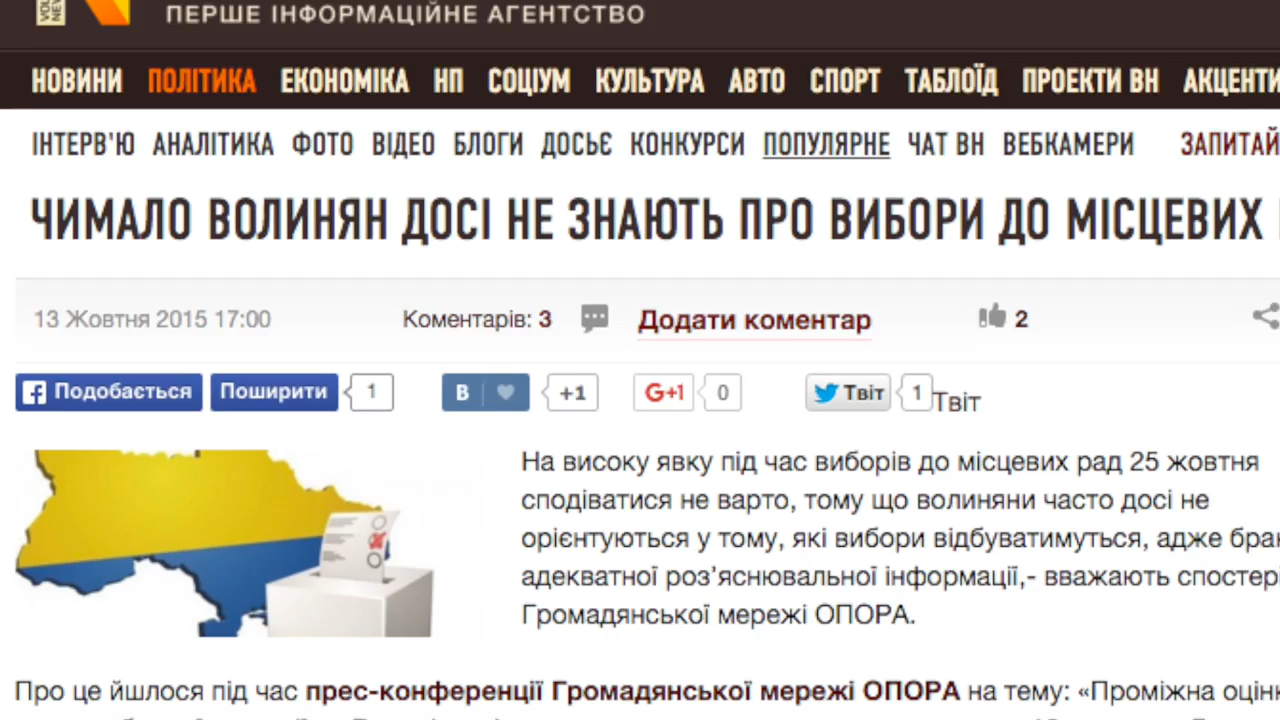 ПЕРШЕ ІНФОРМАЦІЙНЕ АГЕНТСТВО
НОВИНИ ПОЛІТИКА ЕКОНОМІКА НП СОЦІУМ КУЛЬТУРА АВТО СПОРТ ТАБЛОЇД ПРОЕКТИ ВН АКЦЕНТИ
ІНТЕРВ'Ю АНАЛІТИКА ФОТО ВІДЕО БЛОГИ ДОСЬЄ КОНКУРСИ ПОПУЛЯРНЕ ЧАТ ВН ВЕБКАМЕРИ ЗАПИТАЙ
ЧИМАЛО ВОЛИНЯН ДОСІ НЕ ЗНАЮТЬ ПРО ВИБОРИ ДО МІСЦЕВИХ
13 Жовтня 2015 17:00 Коментарів: 3 Додати коментар 2
Подобається Поширити 1 В +1 G+1 0 Твіт 1 Твіт
На високу явку під час виборів до місцевих рад 25 жовтня
сподіватися не варто, тому що волиняни часто досі не
орієнтуються у тому, які вибори відбуватимуться, адже
адекватної роз’яснювальної інформації,- вважають
Громадянської мережі ОПОРА.
Про це йшлося під час прес-конференції Громадянської мережі ОПОРА на тему: «Проміжна